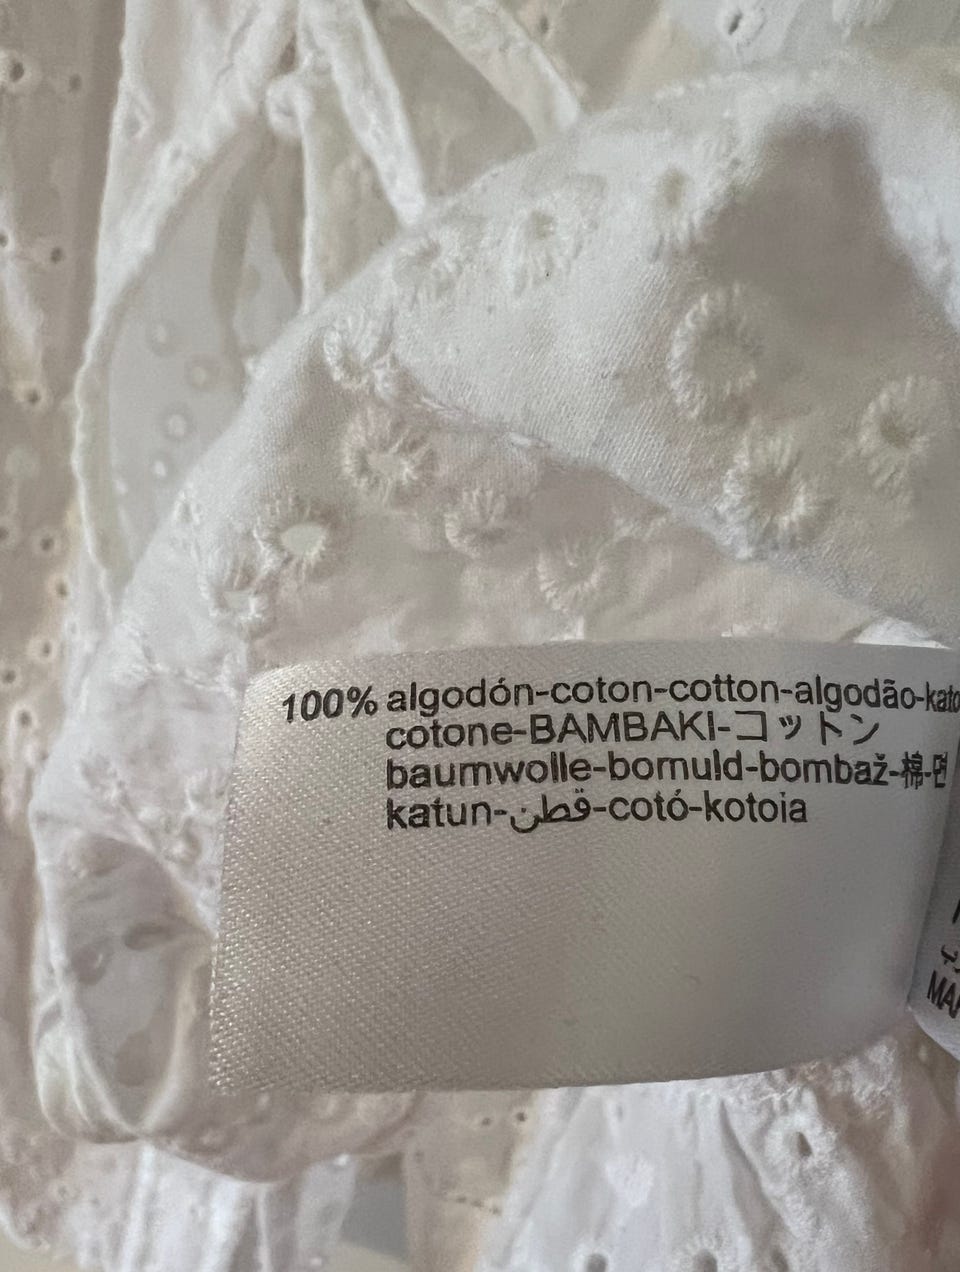 100% algodón-coton-cotton-algodão-kato
cotone-BAMBAKI-コットン
baumwolle-bomuld-bombaž-棉-면
katun-قطن-cotó-kotoia